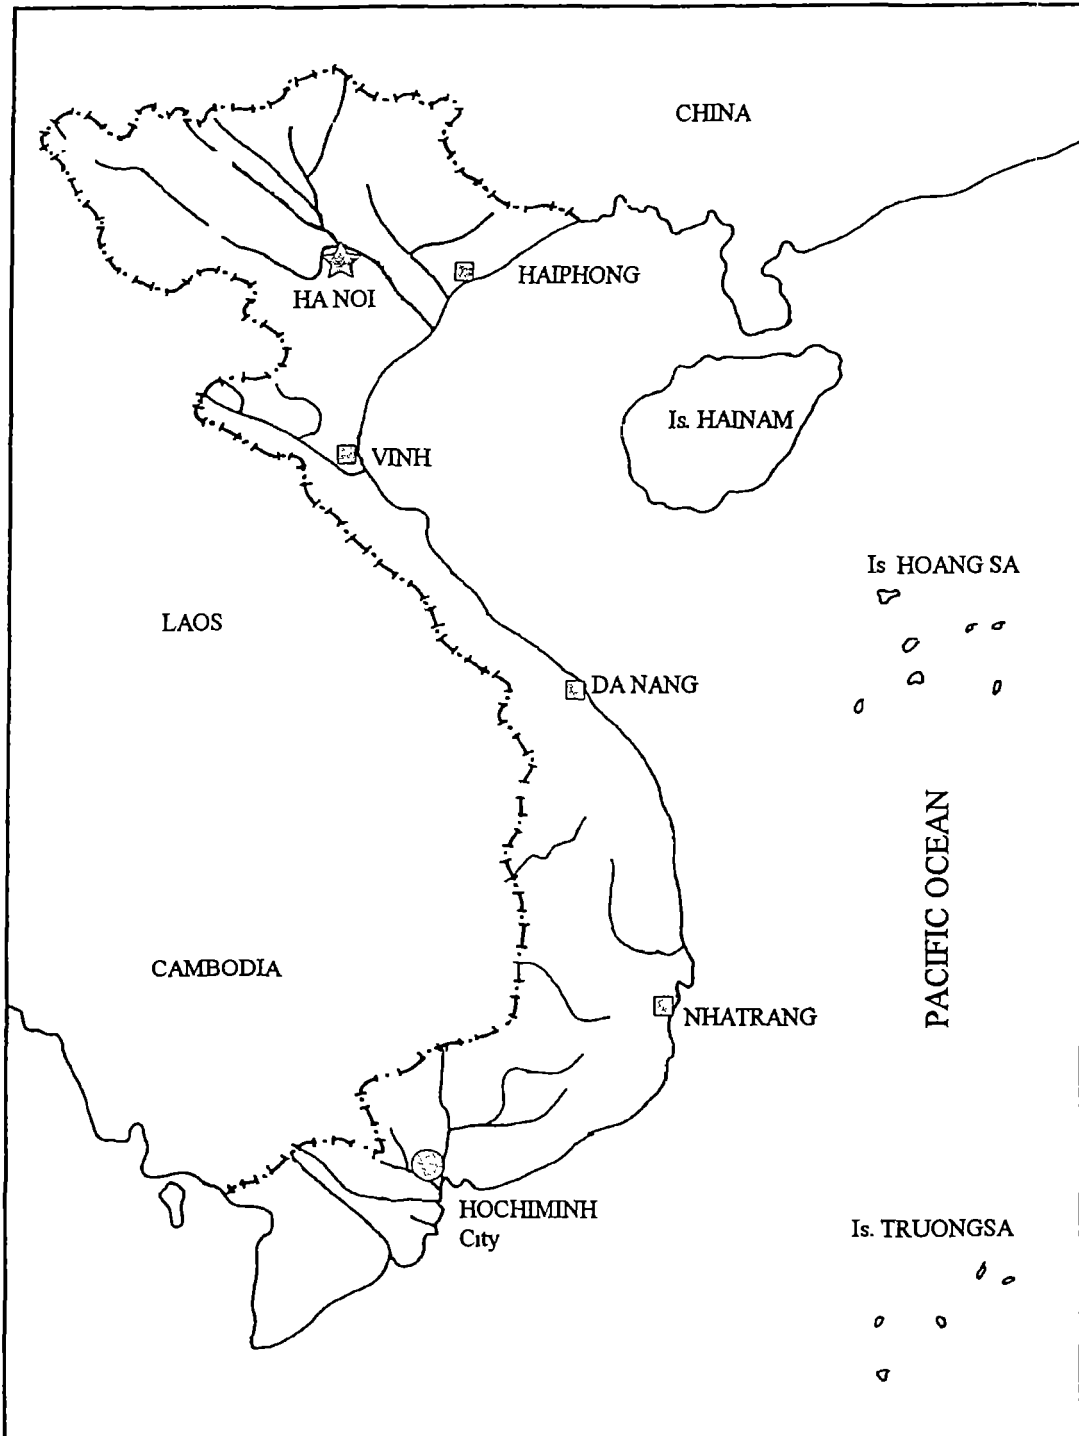 CHINA
HAIPHONG
HA NOI
Is. HAINAM
VINH
Is HOANG SA
LAOS
DA NANG
PACIFIC OCEAN
CAMBODIA
NHATRANG
HOCHIMINH
City
Is. TRUONGSA